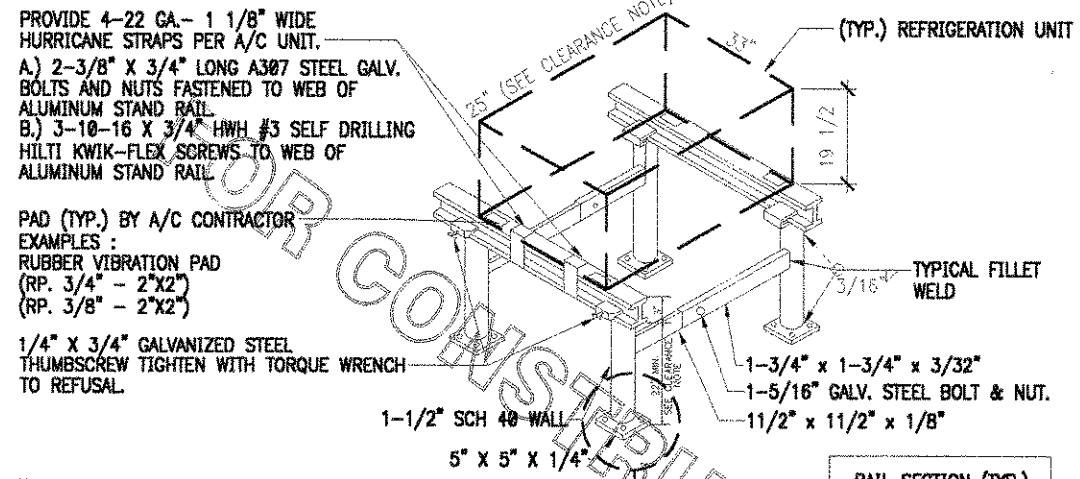 PROVIDE 4-22 GA.- 1 1/8" WIDE
HURRICANE STRAPS PER A/C UNIT.
A.) 2-3/8" X 3/4" LONG A307 STEEL GALV.
BOLTS AND NUTS FASTENED TO WEB OF
ALUMINUM STAND RAIL
B.) 3-10-16 X 3/4" HWH #3 SELF DRILLING
HILTI KWIK-FLEX SCREWS TO WEB OF
ALUMINUM STAND RAIL
PAD (TYP.) BY A/C CONTRACTOR
EXAMPLES :
RUBBER VIBRATION PAD
(RP. 3/4" - 2"X2")
(RP. 3/8" - 2"X2")
1/4" X 3/4" GALVANIZED STEEL
THUMBSCREW TIGHTEN WITH TORQUE WRENCH
TO REFUSAL.
25" (SEE CLEARANCE NOTE)
33"
(TYP.) REFRIGERATION UNIT
19 1/2
TYPICAL FILLET
WELD
3/16
MIN.
SEE CLEARANCE
NOTE
1-3/4" x 1-3/4" x 3/32"
1-5/16" GALV. STEEL BOLT & NUT.
11/2" x 11/2" x 1/8"
1-1/2" SCH 40 WALL
5" X 5" X 1/4"
RAIL SECTION (TYP.)
FOR CONSTRU